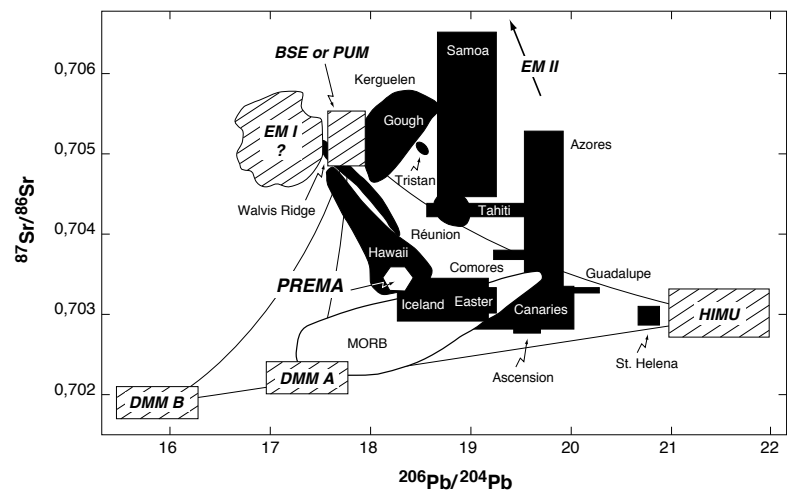 0,706
0,705
0,704
0,703
0,702
87Sr/86Sr
BSE or PUM
Kerguelen
Samoa
EM II
EM I
?
Gough
Azores
Walvis Ridge
Tristan
Tahiti
Réunion
Hawaii
Comores
Guadalupe
PREMA
Iceland
Easter
Canaries
HIMU
MORB
St. Helena
DMM A
Ascension
DMM B
16
17
18
19
20
21
22
206Pb/204Pb